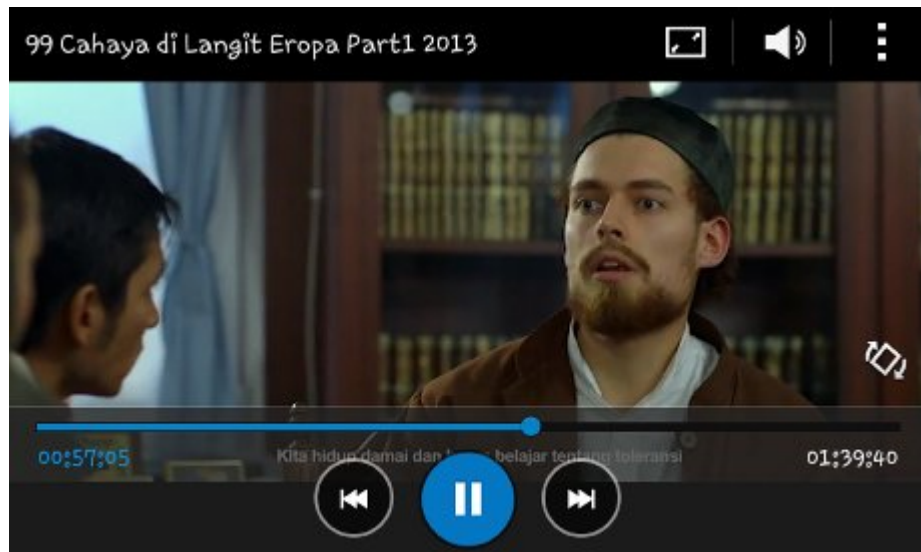 99 Cahaya di Langit Eropa Part1 2013
00:57:05
Kita hidup damai dan belajar tentang toleransi
01:39:40